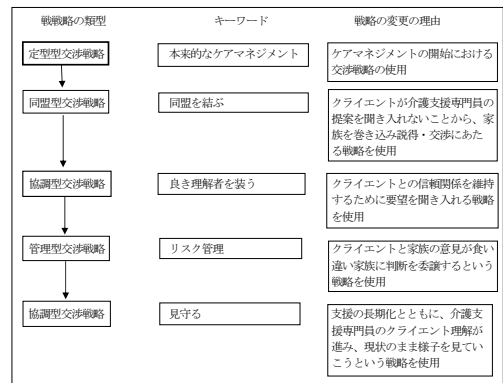 戦戦略の類型
キーワード
戦略の変更の理由
定型型交渉戦略
本来的なケアマネジメント
ケアマネジメントの開始における
交渉戦略の使用
同盟型交渉戦略
同盟を結ぶ
クライエントが介護支援専門員の
提案を聞き入れないことから、家
族を巻き込み説得・交渉にあた
る戦略を使用
協調型交渉戦略
良き理解者を装う
クライエントとの信頼関係を維持
するために要望を聞き入れる戦略
を使用
管理型交渉戦略
リスク管理
クライエントと家族の意見が食い
違い家族に判断を委譲するという
戦略を使用
協調型交渉戦略
見守る
支援の長期化とともに、介護支
援専門員のクライエント理解が
進み、現状のまま様子を見てい
こうという戦略を使用